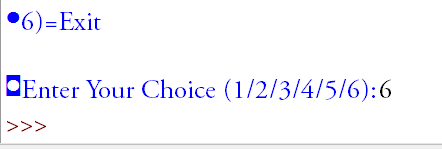 •6)=Exit
◘Enter Your Choice (1/2/3/4/5/6):6
>>>